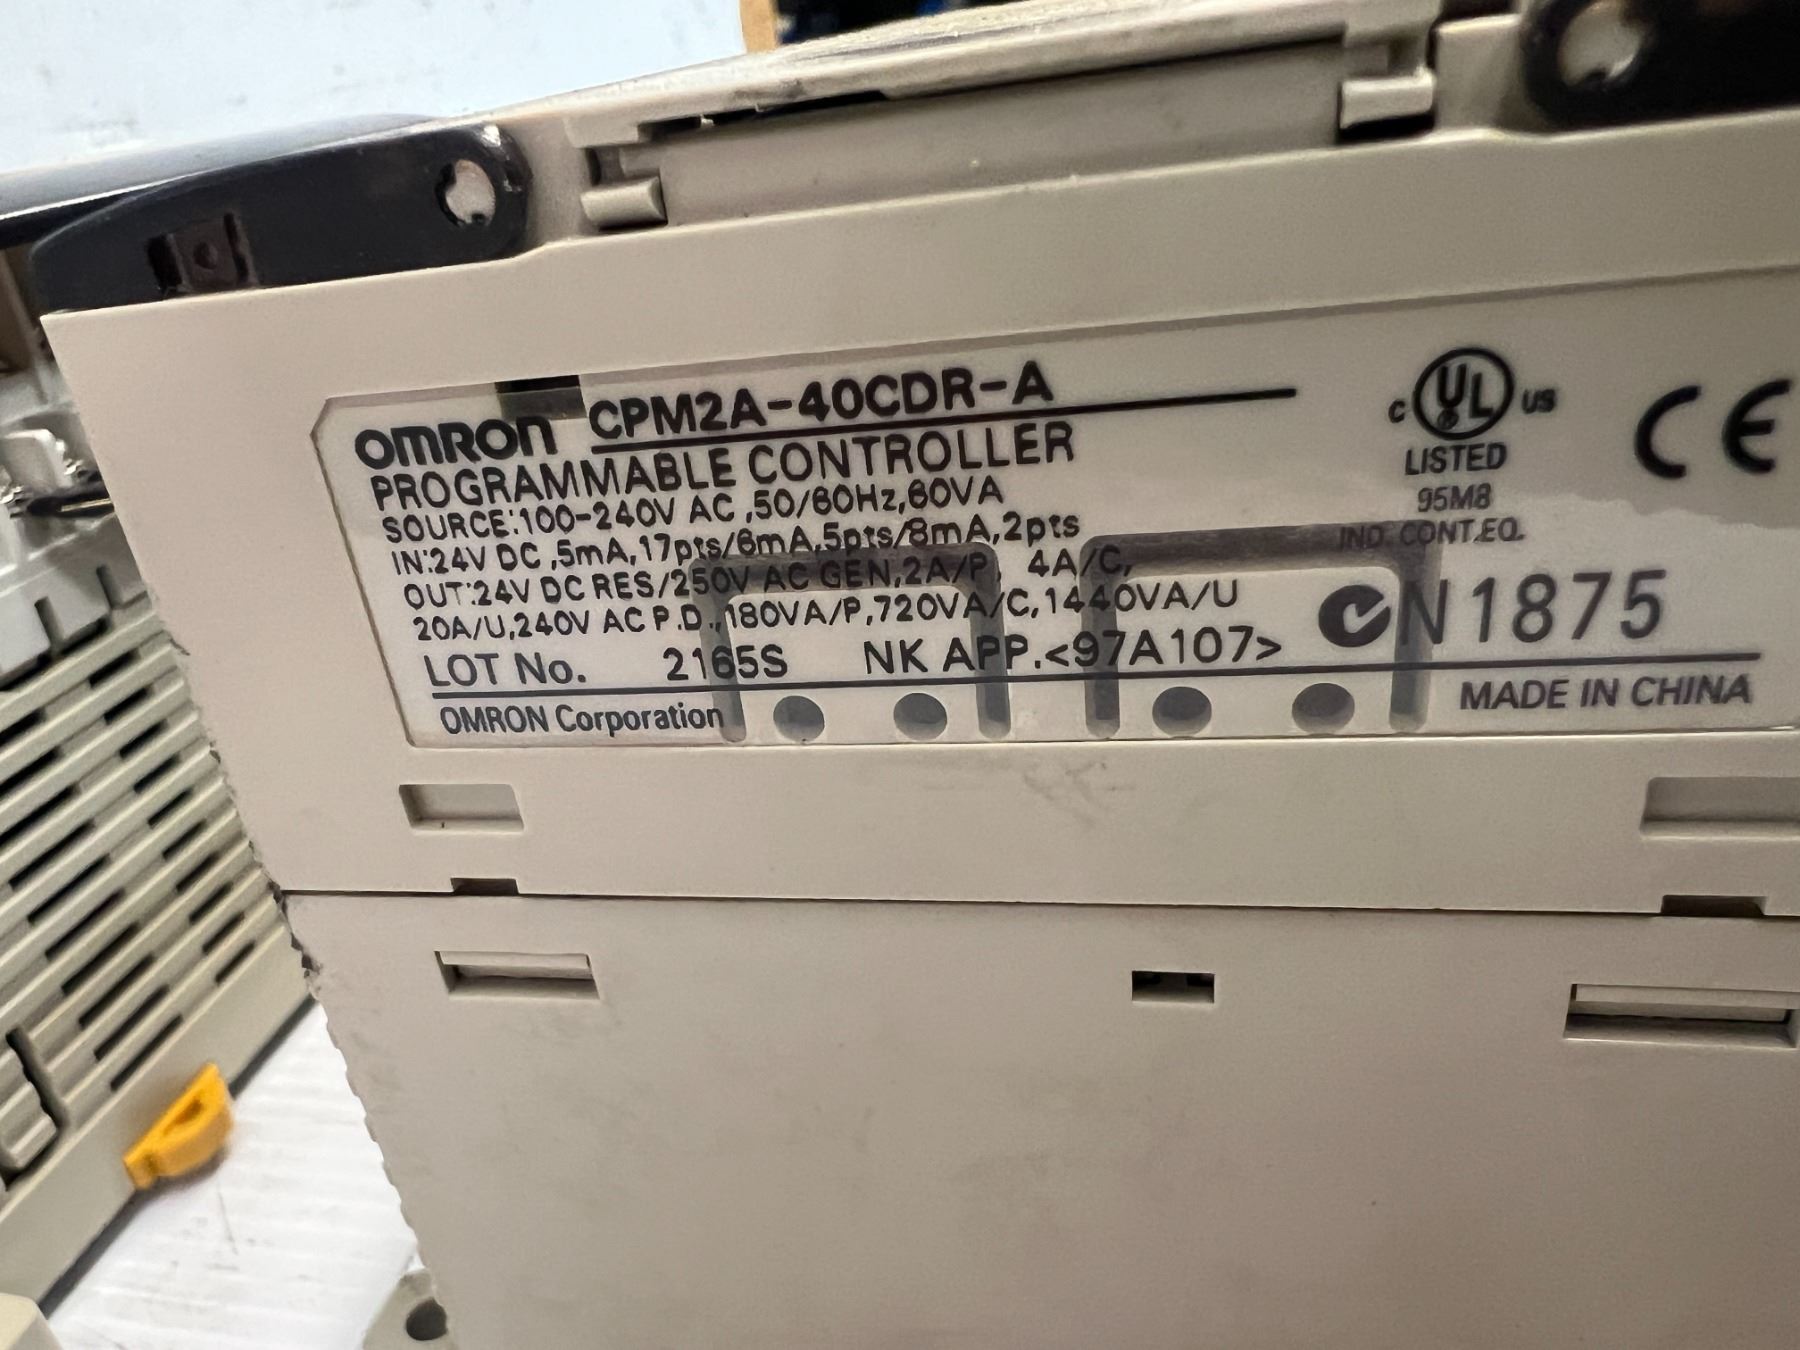 OMRON CPM2A-40CDR-A
PROGRAMMABLE CONTROLLER
SOURCE:100-240V AC ,50/60Hz,60VA
IN:24V DC ,5mA,17pts/6mA,5pts/8mA,2pts
OUT:24V DC RES/250V AC GEN,2A/P, 4A/C,
20A/U,240V AC P.D.,180VA/P,720VA/C,1440VA/U
LOT No. 2165S NK APP.<97A107>
OMRON Corporation
C UL US
LISTED
95M8
IND. CONT.EQ.
CE
N1875
MADE IN CHINA